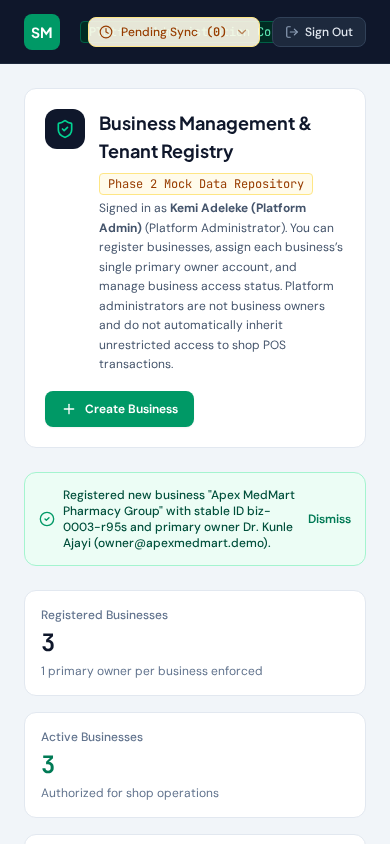 SM
Pending Sync (0)
Co
Sign Out
Business Management &
Tenant Registry
Phase 2 Mock Data Repository
Signed in as Kemi Adeleke (Platform
Admin) (Platform Administrator). You can
register businesses, assign each business's
single primary owner account, and
manage business access status. Platform
administrators are not business owners
and do not automatically inherit
unrestricted access to shop POS
transactions.
Create Business
Registered new business "Apex MedMart
Pharmacy Group" with stable ID biz-
0003-r95s and primary owner Dr. Kunle
Ajayi (owner@apexmedmart.demo).
Dismiss
Registered Businesses
3
1 primary owner per business enforced
Active Businesses
3
Authorized for shop operations